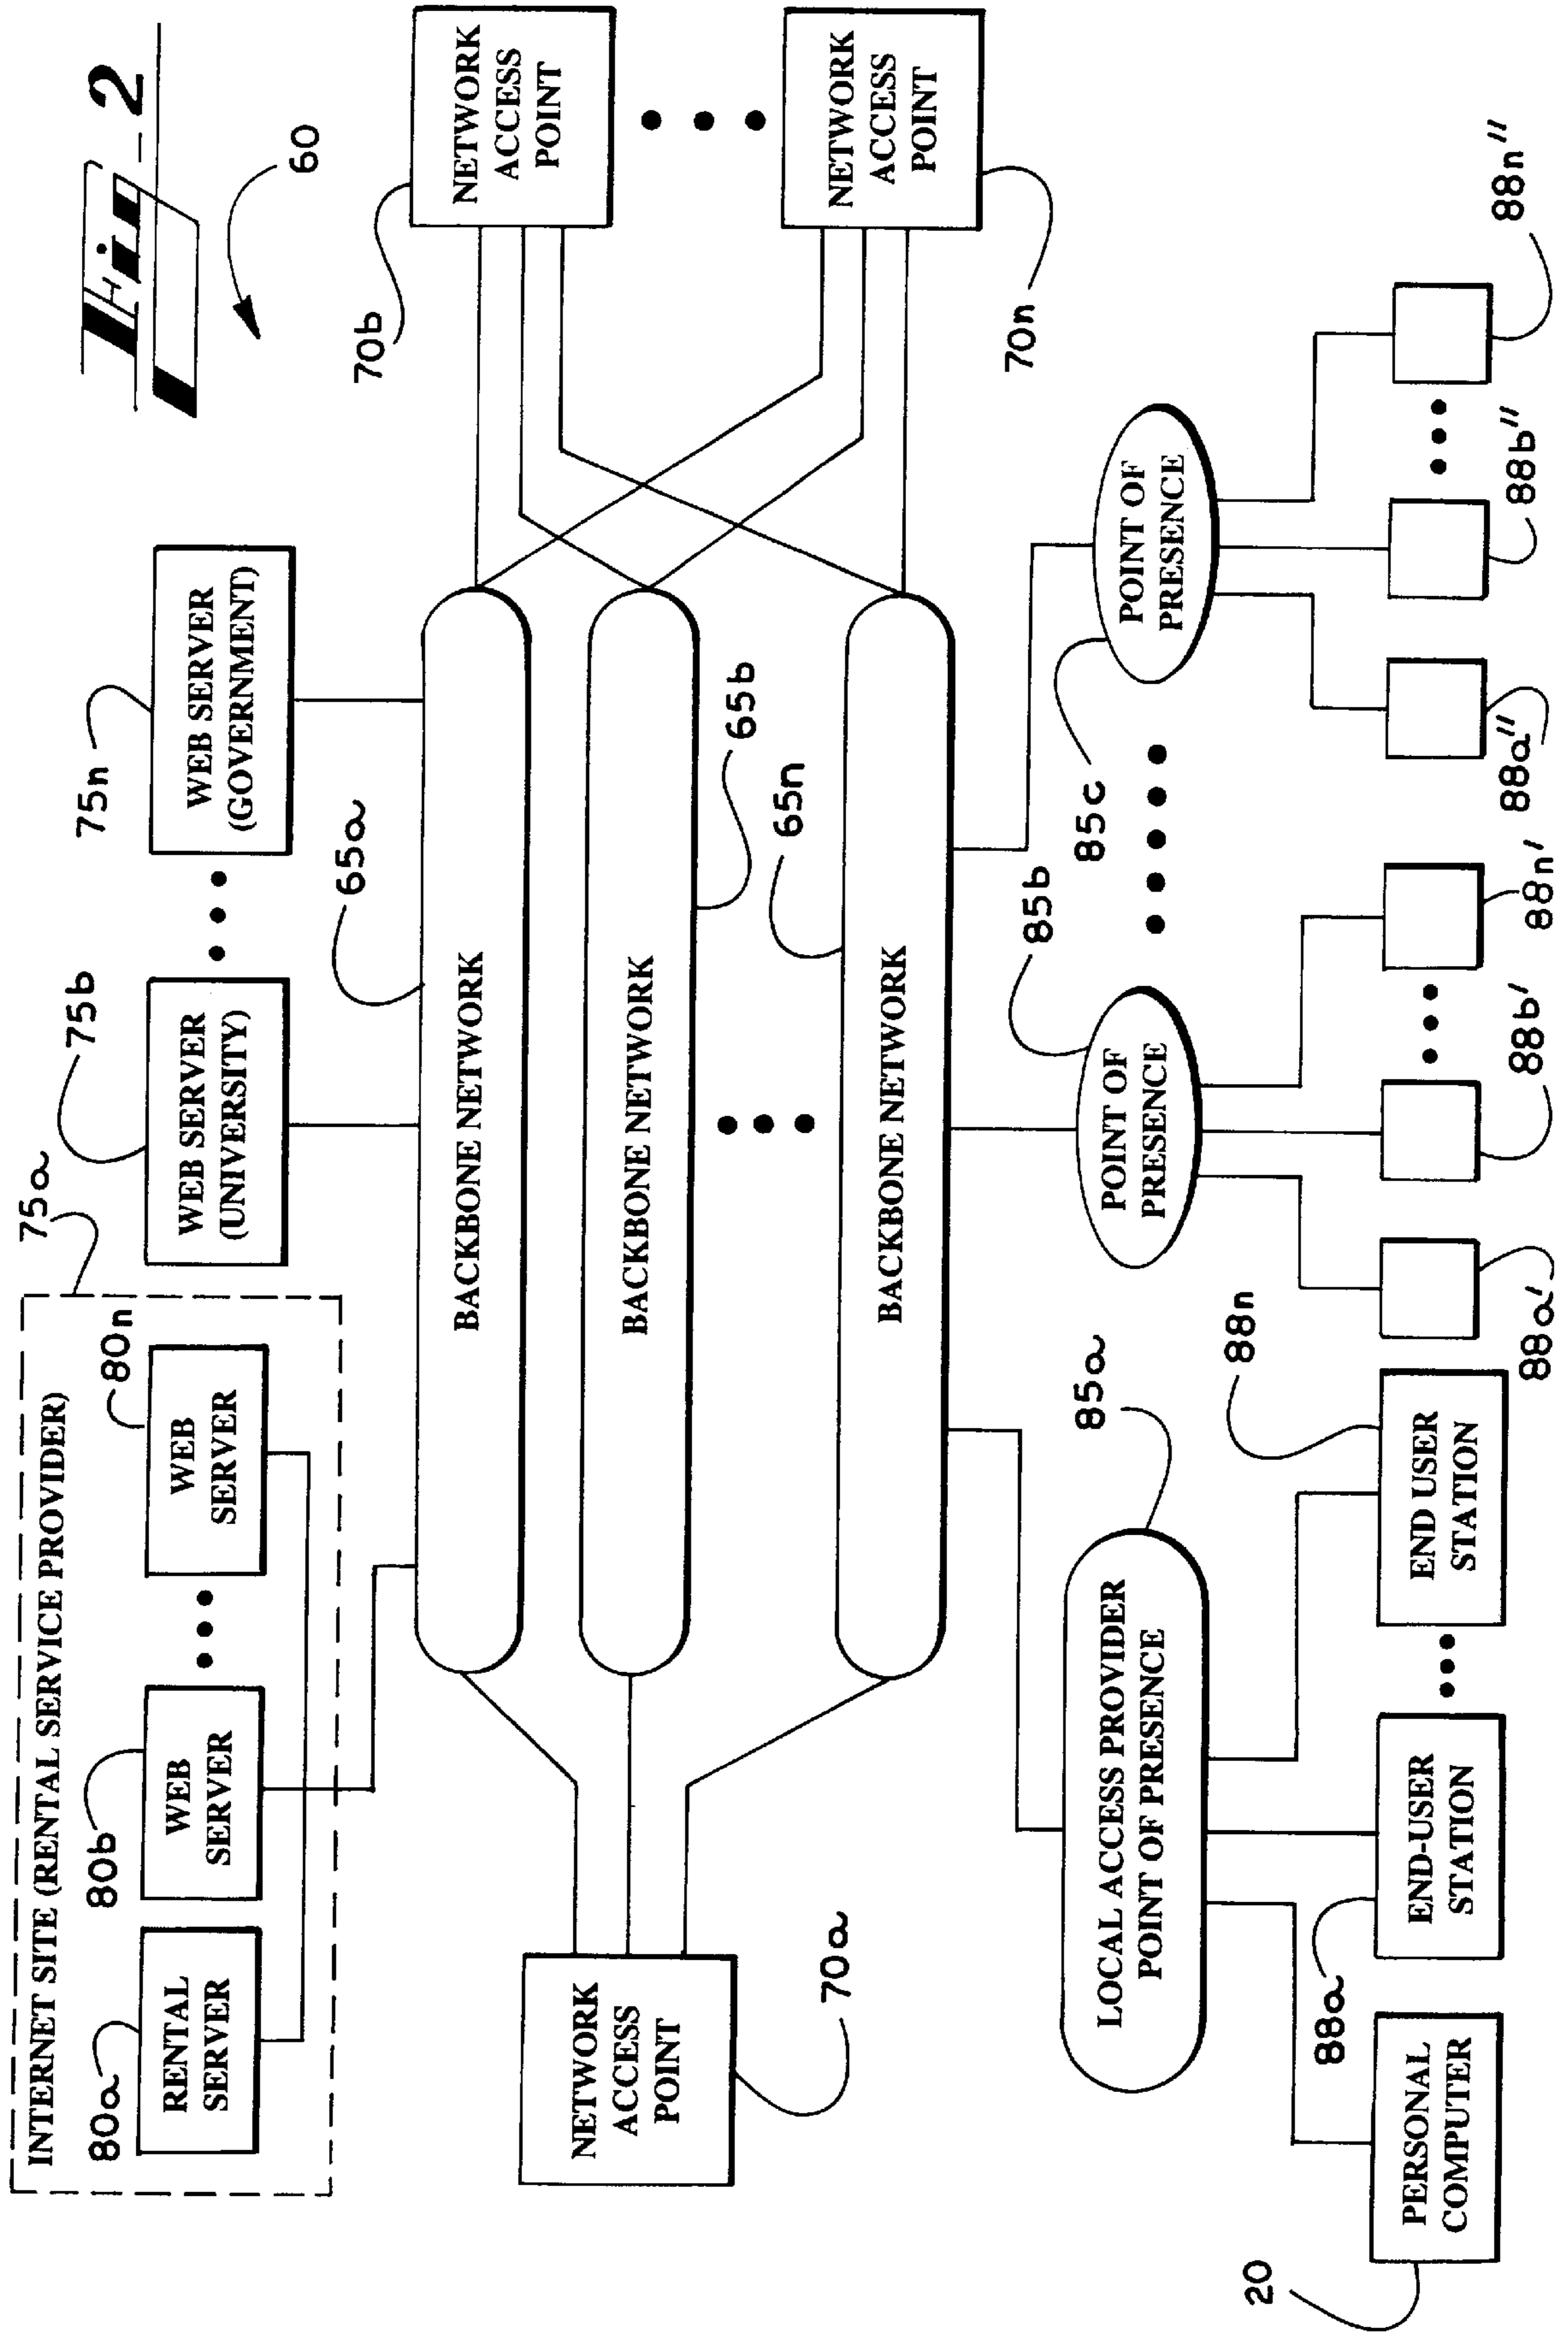 Fig_2
60
INTERNET SITE (RENTAL SERVICE PROVIDER)
75a
80a
RENTAL
SERVER
80b
WEB
SERVER
80n
WEB
SERVER
75b
WEB SERVER
(UNIVERSITY)
75n
WEB SERVER
(GOVERNMENT)
65a
BACKBONE NETWORK
BACKBONE NETWORK
65b
65n
BACKBONE NETWORK
NETWORK
ACCESS
POINT
70a
70b
NETWORK
ACCESS
POINT
NETWORK
ACCESS
POINT
70n
85a
LOCAL ACCESS PROVIDER
POINT OF PRESENCE
85b
POINT OF
PRESENCE
85c
POINT OF
PRESENCE
20
PERSONAL
COMPUTER
88a
END-USER
STATION
88n
END USER
STATION
88a'
88b'
88n'
88a"
88b"
88n"